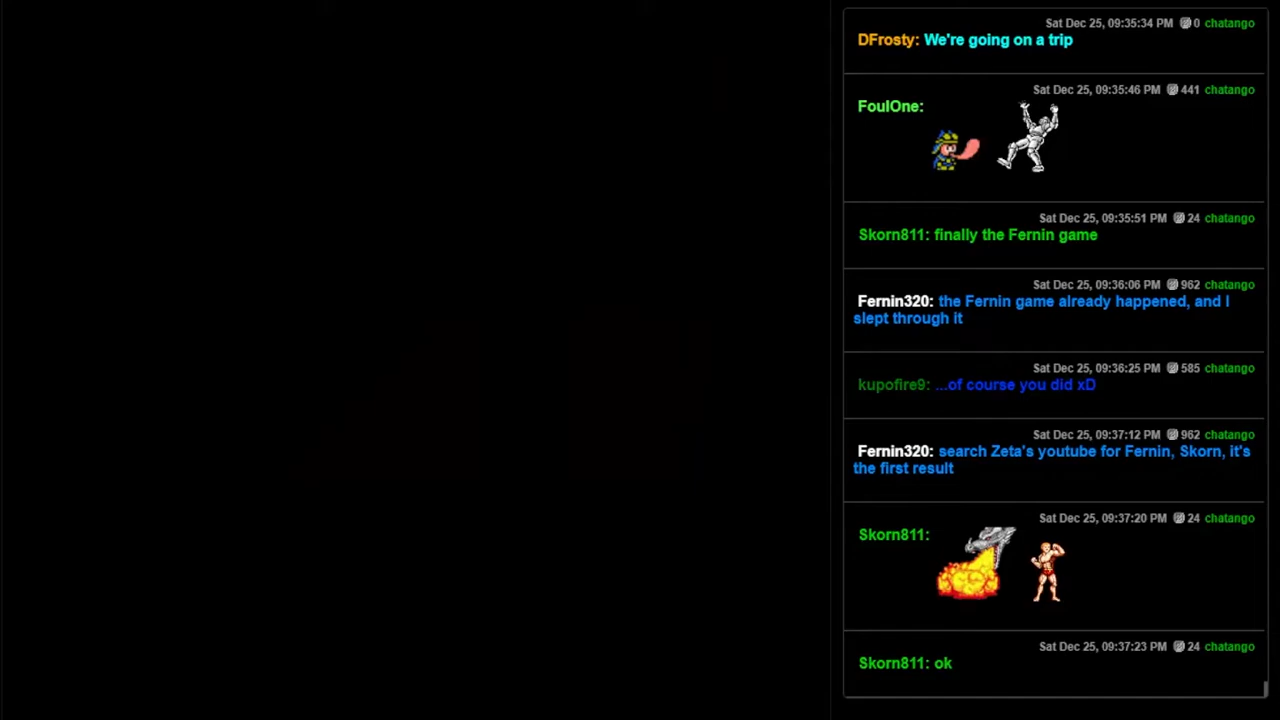 Sat Dec 25, 09:35:34 PM 0 chatango
DFrosty: We're going on a trip
Sat Dec 25, 09:35:46 PM 441 chatango
FoulOne:
Sat Dec 25, 09:35:51 PM 24 chatango
Skorn811: finally the Fernin game
Sat Dec 25, 09:36:06 PM 962 chatango
Fernin320: the Fernin game already happened, and I
slept through it
Sat Dec 25, 09:36:25 PM 585 chatango
kupofire9: ...of course you did xD
Sat Dec 25, 09:37:12 PM 962 chatango
Fernin320: search Zeta's youtube for Fernin, Skorn, it's
the first result
Sat Dec 25, 09:37:20 PM 24 chatango
Skorn811:
Sat Dec 25, 09:37:23 PM 24 chatango
Skorn811: ok